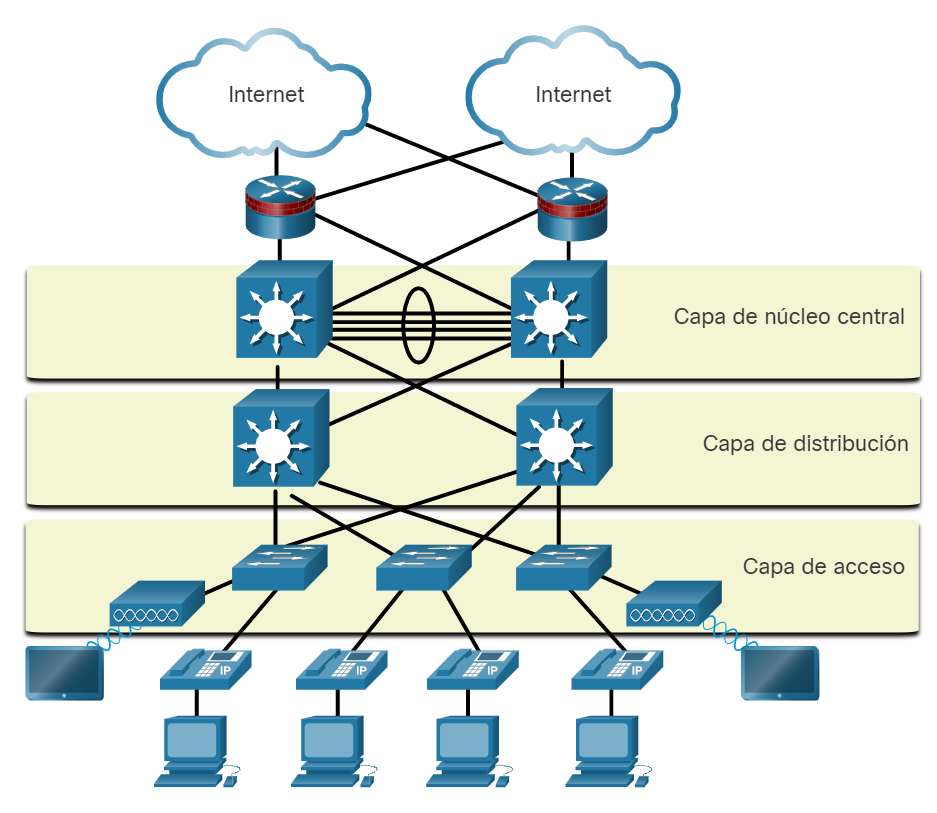 Internet
Internet
Capa de núcleo central
Capa de distribución
Capa de acceso
IP
IP
IP
IP